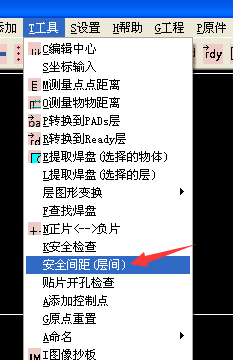 添加 T工具 S设置 H帮助 G工程 P原件
rdy
C编辑中心
S坐标输入
M测量点点距离
O测量物物距离
P转换到PADs层
R转换到Ready层
E提取焊盘(选择的物体)
L提取焊盘(选择的层)
层图形变换
F查找焊盘
N正片<-->负片
K安全检查
安全间距(层间)
贴片开孔检查
A添加控制点
G原点重置
A命名
I图像抄板